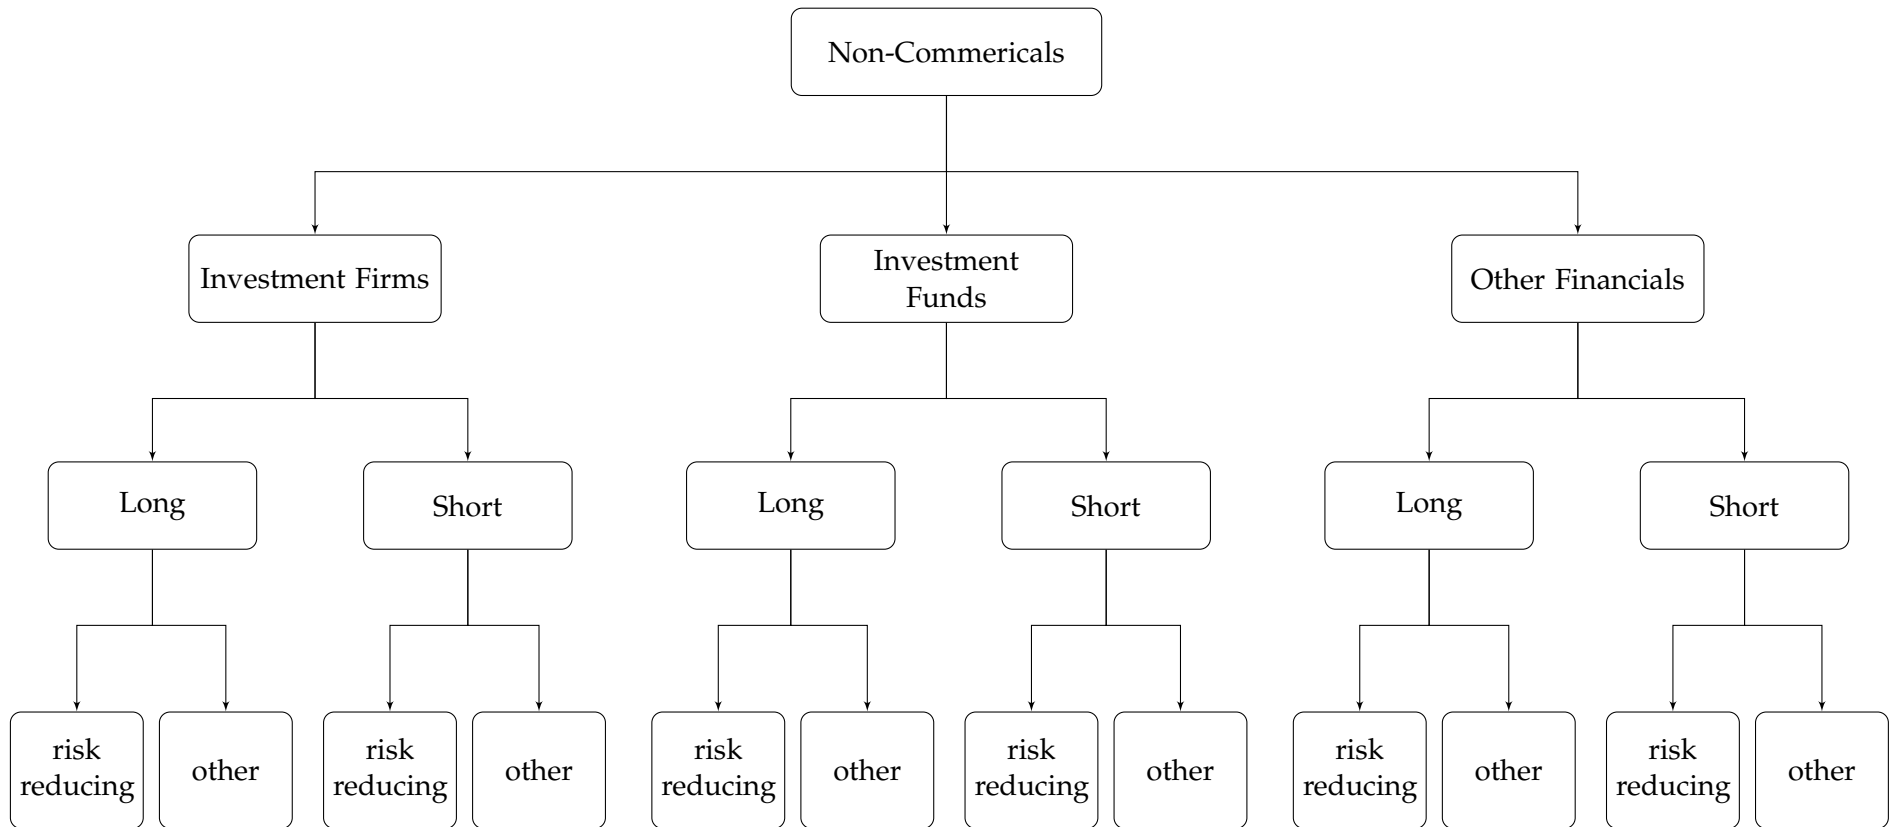 Non-Commericals
Investment Firms
Investment
Funds
Other Financials
Long
Short
Long
Short
Long
Short
risk
reducing
other
risk
reducing
other
risk
reducing
other
risk
reducing
other
risk
reducing
other
risk
reducing
other